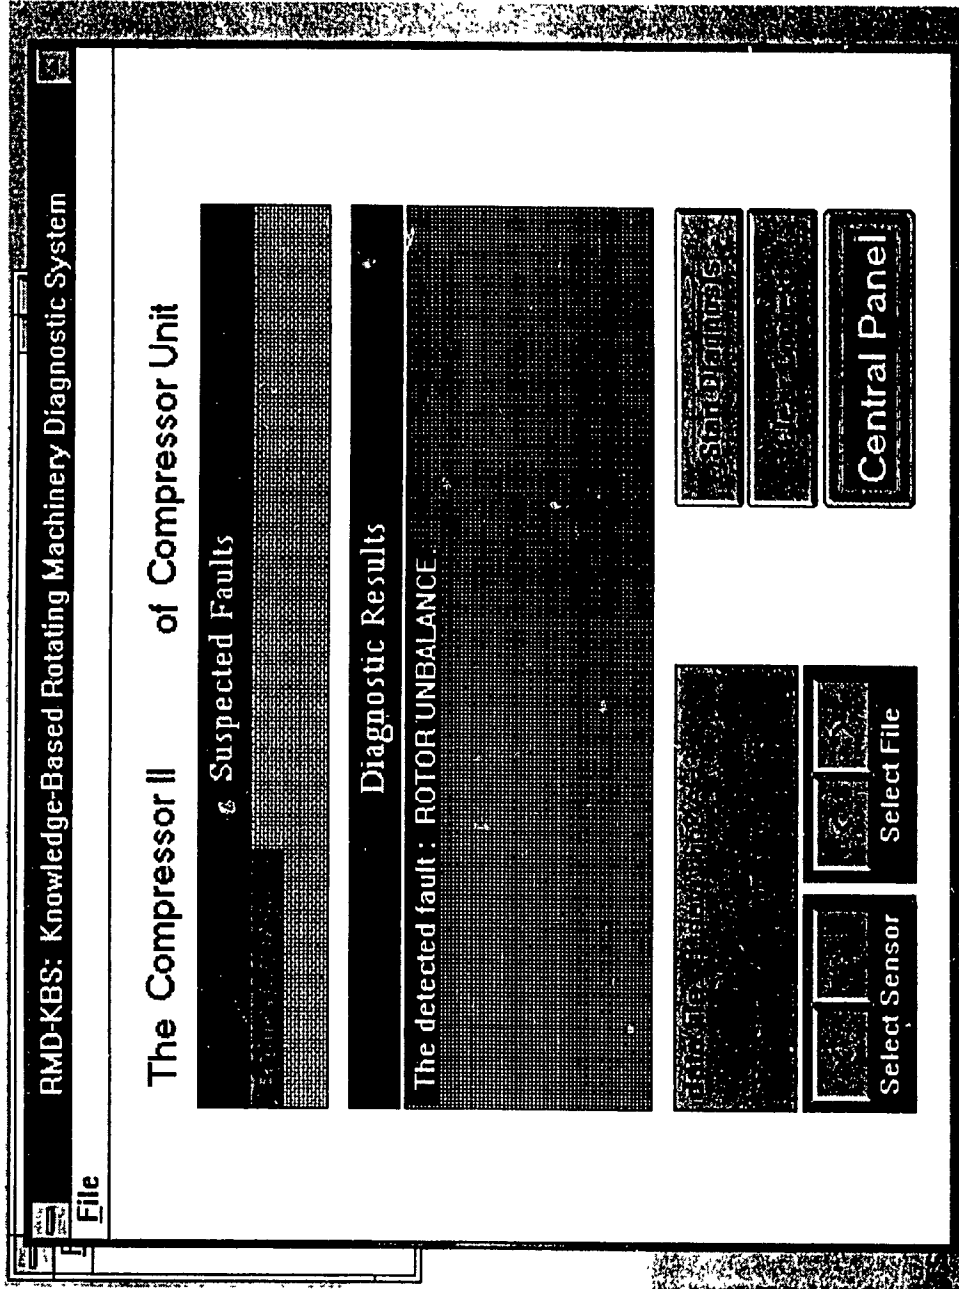 RMD-KBS: Knowledge-Based Rotating Machinery Diagnostic System
File
The Compressor II of Compressor Unit
Suspected Faults
Diagnostic Results
The detected fault : ROTOR UNBALANCE.
Select Sensor
Select File
Central Panel